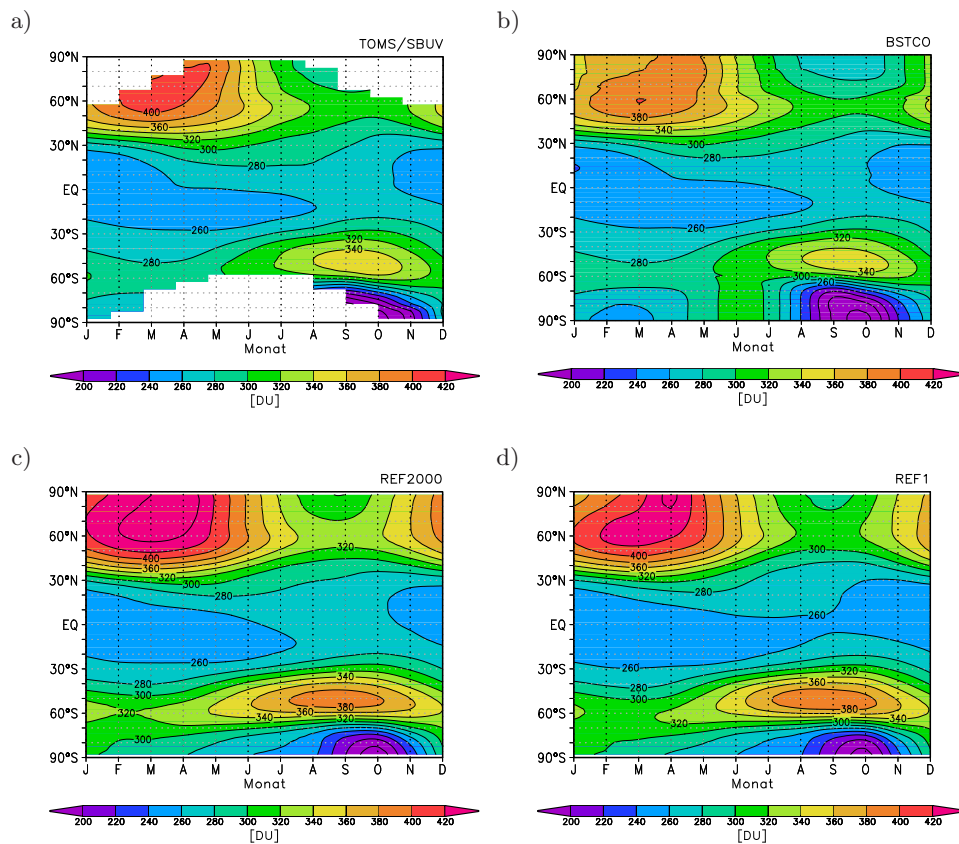 a)
TOMS/SBUV
90°N
60°N
400
360
320
300
30°N
280
EQ
260
30°S
320
340
280
60°S
90°S
J F M A M J J A S O N D
Monat
200 220 240 260 280 300 320 340 360 380 400 420
[DU]
b)
BSTCO
90°N
60°N
380
340
300
30°N
280
EQ
260
30°S
320
280
300 340
60°S
260
90°S
J F M A M J J A S O N D
Monat
200 220 240 260 280 300 320 340 360 380 400 420
[DU]
c)
REF2000
90°N
60°N
320
400
360
320
300
30°N
280
EQ
260
30°S
340
280
300
320 360 380
60°S
340 320
300
90°S
J F M A M J J A S O N D
Monat
200 220 240 260 280 300 320 340 360 380 400 420
[DU]
d)
REF1
90°N
60°N
400 300
360
320
300
30°N
280
260
EQ
260
30°S
320
280 360
300
380
60°S
340
320 300
90°S
J F M A M J J A S O N D
Monat
200 220 240 260 280 300 320 340 360 380 400 420
[DU]